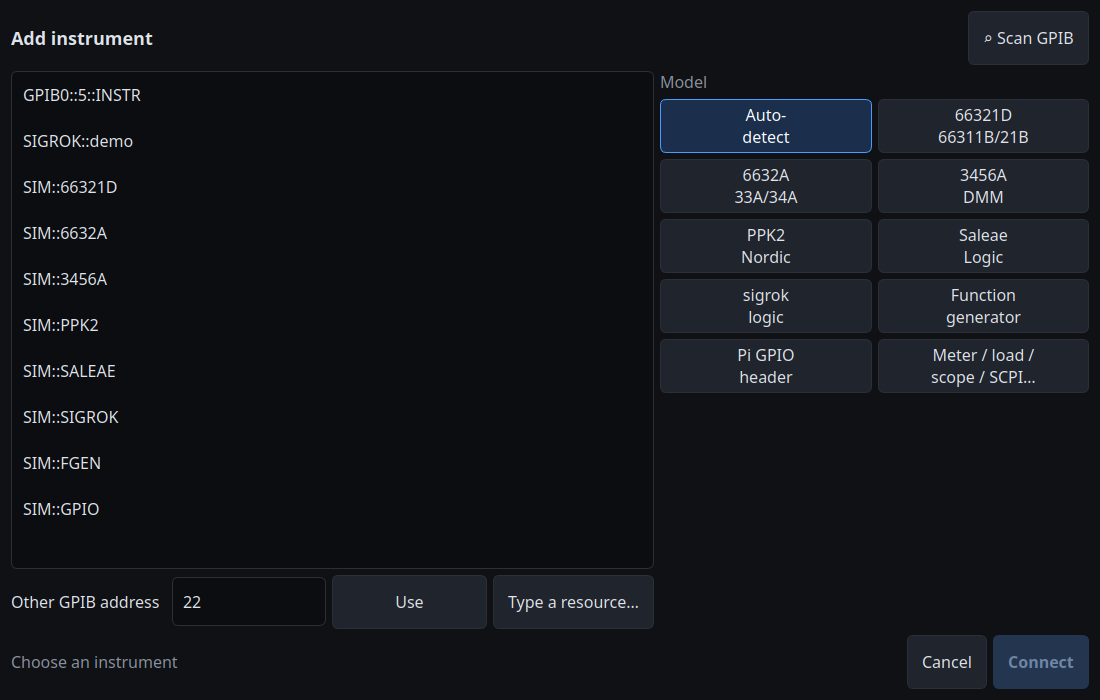 Add instrument
⌕ Scan GPIB
GPIB0::5::INSTR
SIGROK::demo
SIM::66321D
SIM::6632A
SIM::3456A
SIM::PPK2
SIM::SALEAE
SIM::SIGROK
SIM::FGEN
SIM::GPIO
Model
Auto-
detect
66321D
66311B/21B
6632A
33A/34A
3456A
DMM
PPK2
Nordic
Saleae
Logic
sigrok
logic
Function
generator
Pi GPIO
header
Meter / load /
scope / SCPI...
Other GPIB address
22
Use
Type a resource...
Choose an instrument
Cancel
Connect